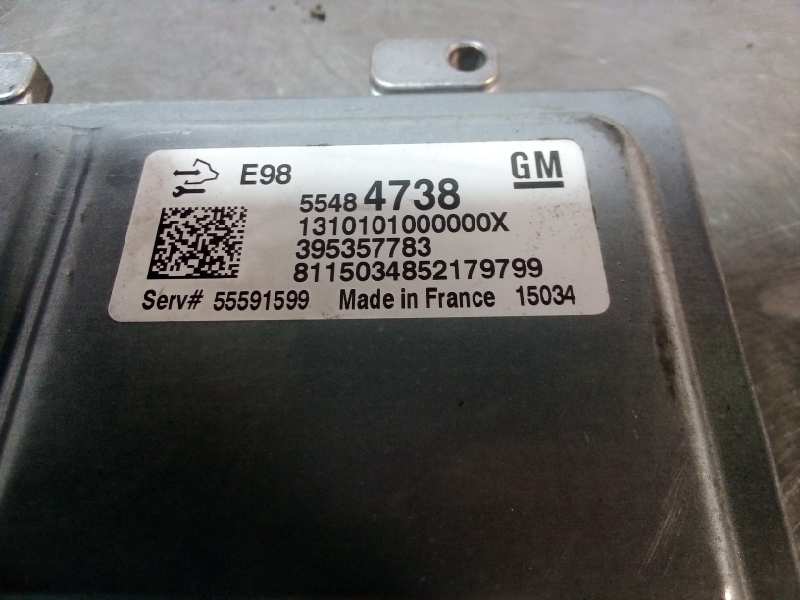 E98
GM
5548 4738
1310101000000X
395357783
8115034852179799
Serv# 55591599 Made in France 15034